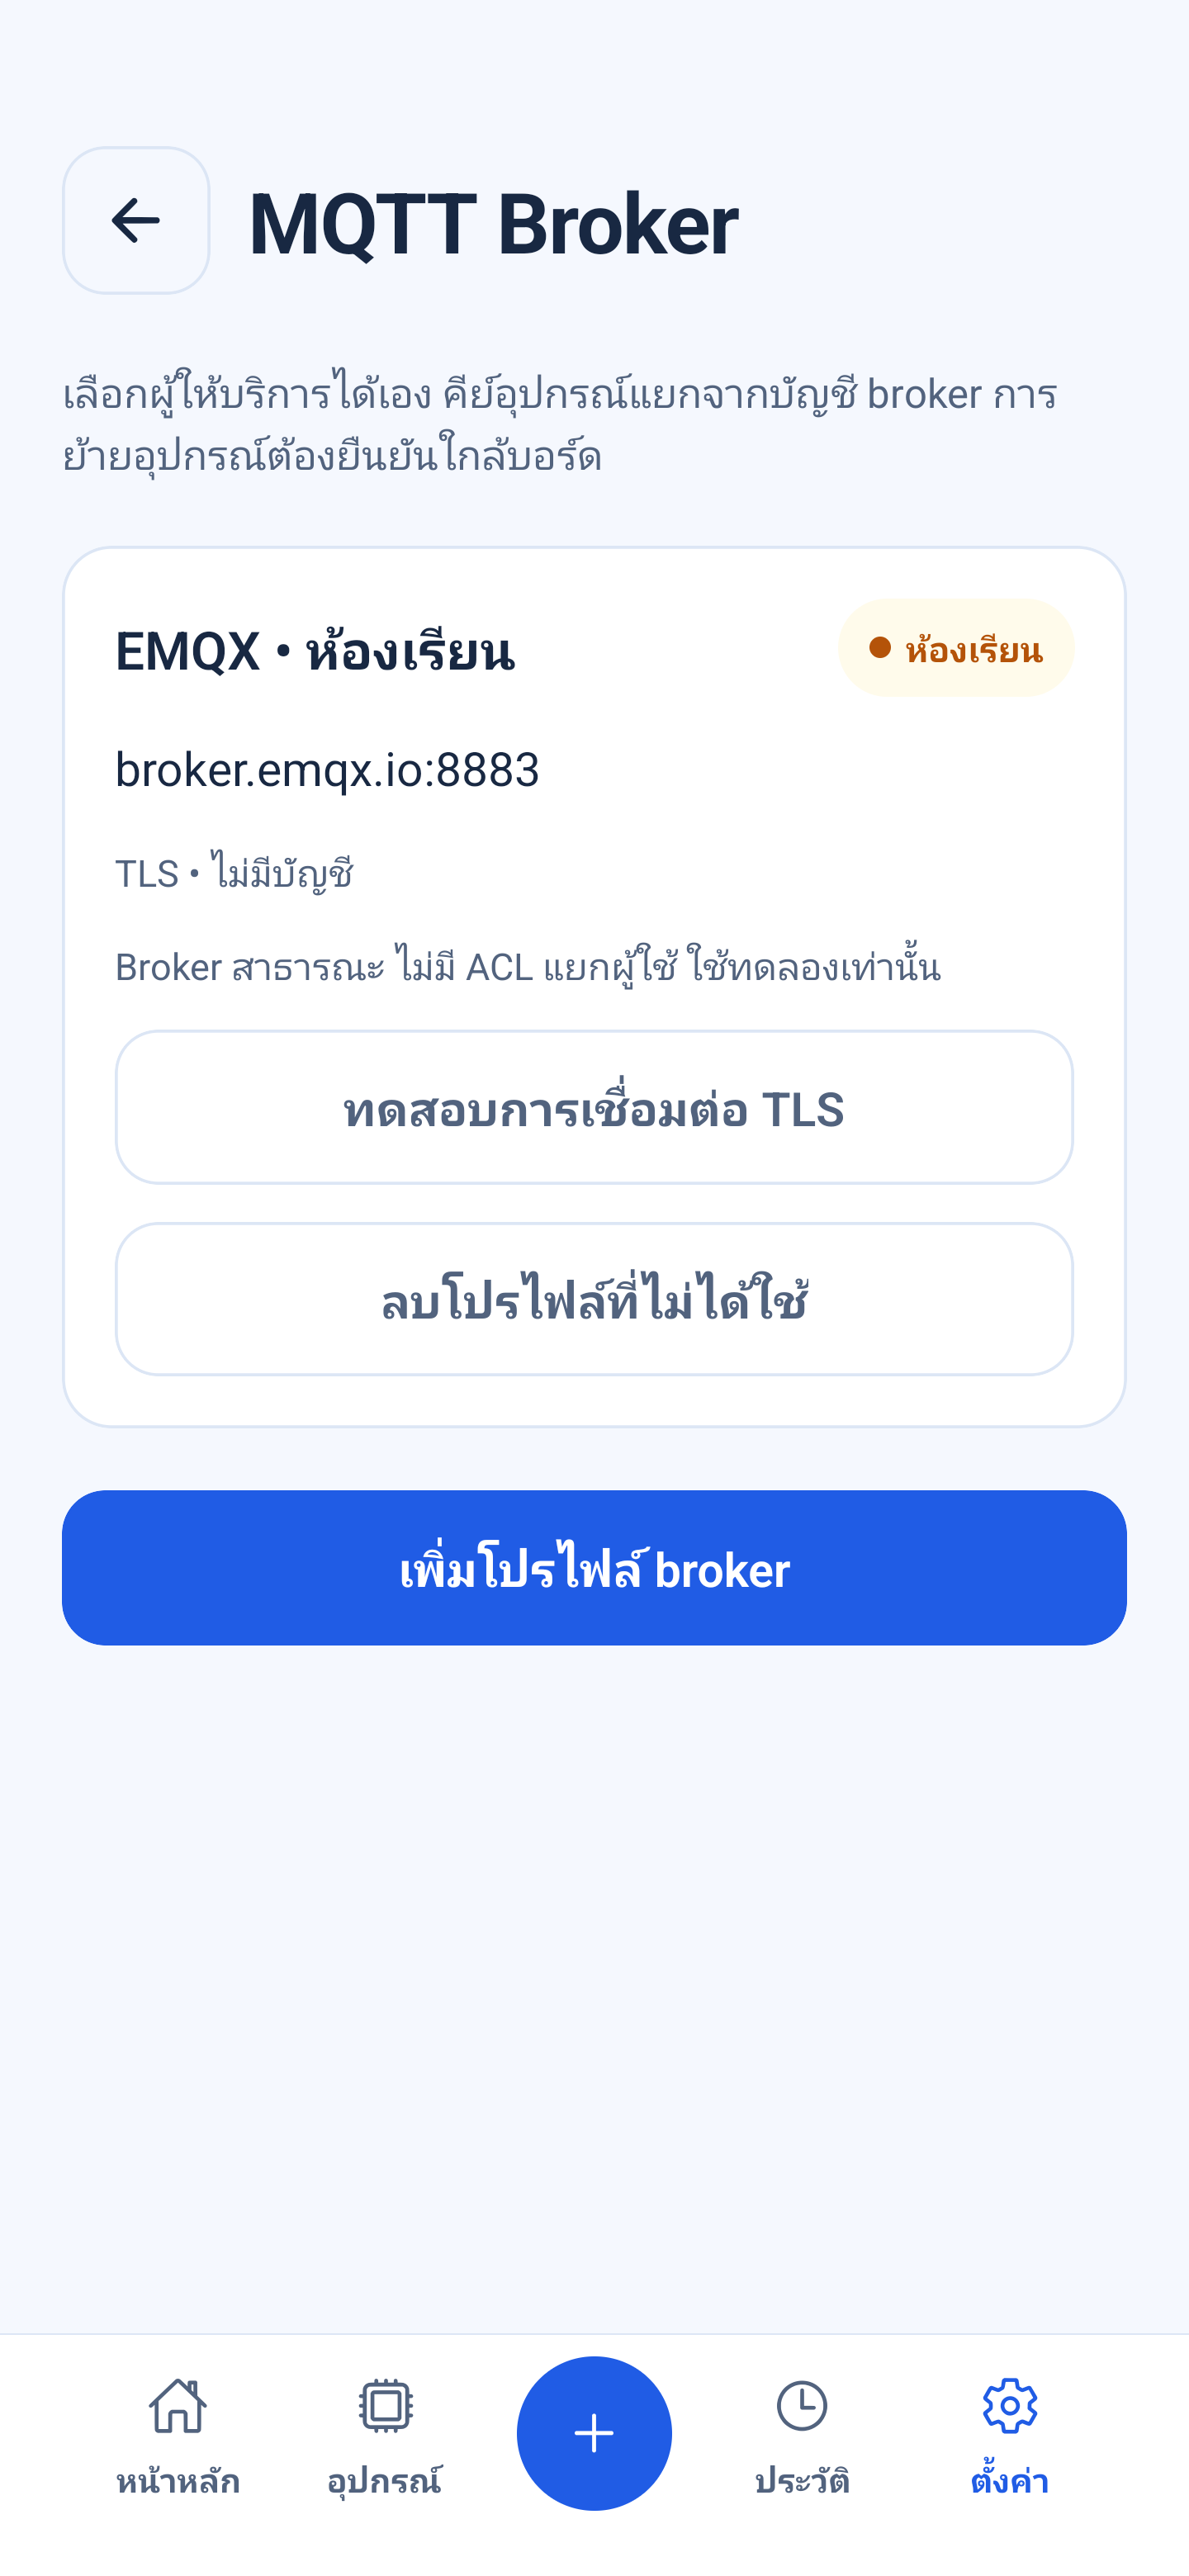 MQTT Broker
เลือกผู้ให้บริการได้เอง คีย์อุปกรณ์แยกจากบัญชี broker การ
ย้ายอุปกรณ์ต้องยืนยันใกล้บอร์ด
EMQX • ห้องเรียน
ห้องเรียน
broker.emqx.io:8883
TLS • ไม่มีบัญชี
Broker สาธารณะ ไม่มี ACL แยกผู้ใช้ ใช้ทดลองเท่านั้น
ทดสอบการเชื่อมต่อ TLS
ลบโปรไฟล์ที่ไม่ได้ใช้
เพิ่มโปรไฟล์ broker
หน้าหลัก
อุปกรณ์
ประวัติ
ตั้งค่า